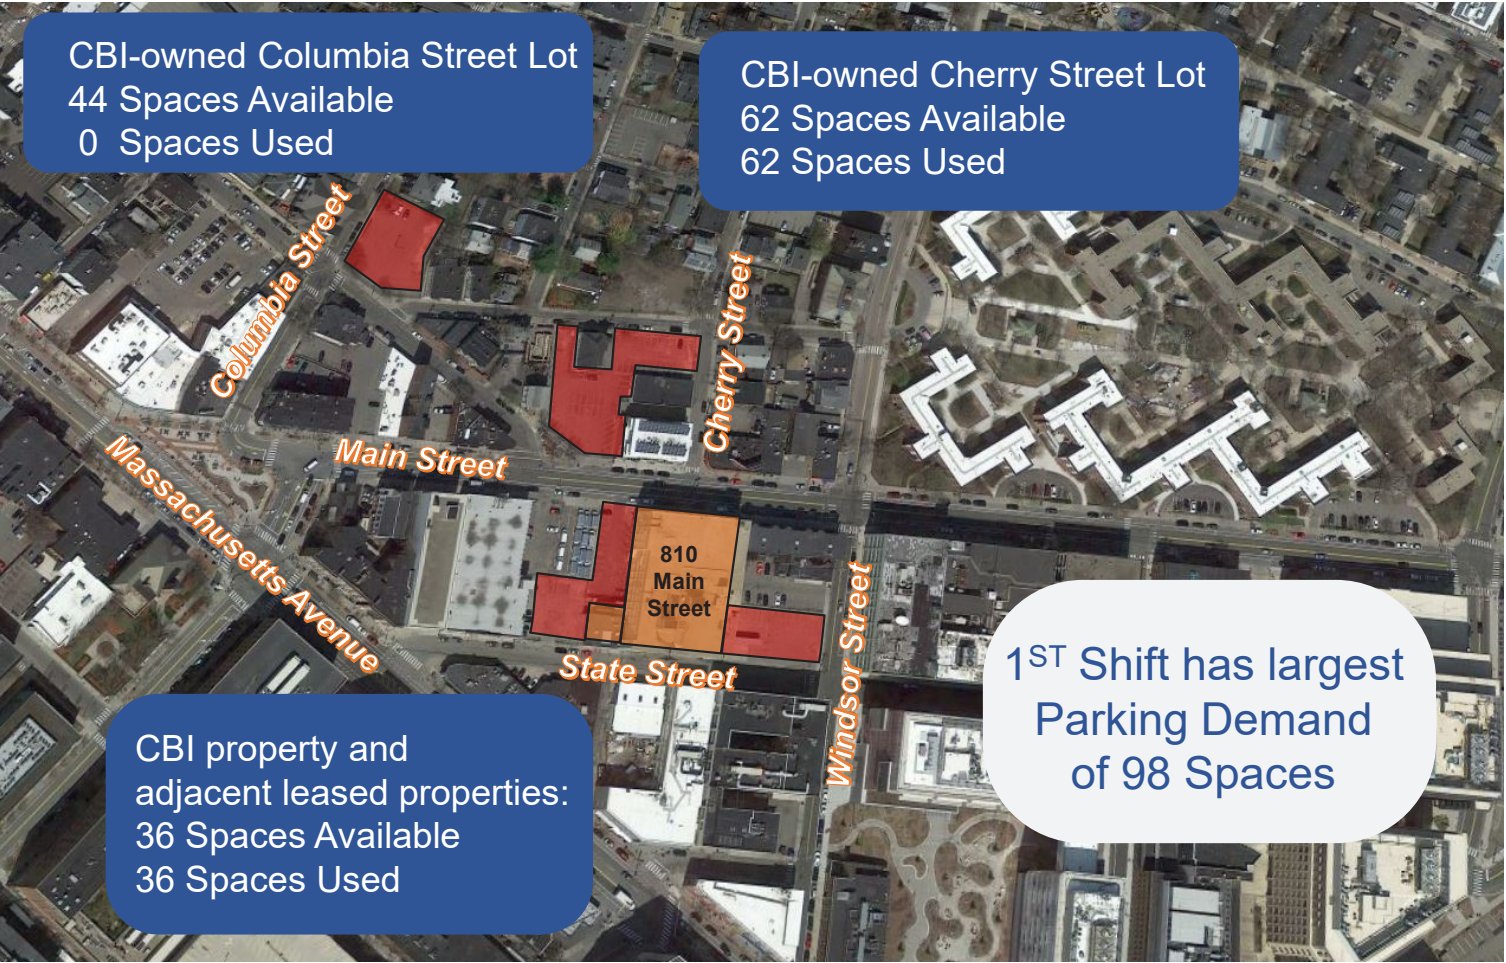 CBI-owned Columbia Street Lot
44 Spaces Available
0 Spaces Used
CBI-owned Cherry Street Lot
62 Spaces Available
62 Spaces Used
Columbia Street
Cherry Street
Main Street
Massachusetts Avenue
810
Main
Street
State Street
Windsor Street
CBI property and
adjacent leased properties:
36 Spaces Available
36 Spaces Used
1ST Shift has largest
Parking Demand
of 98 Spaces